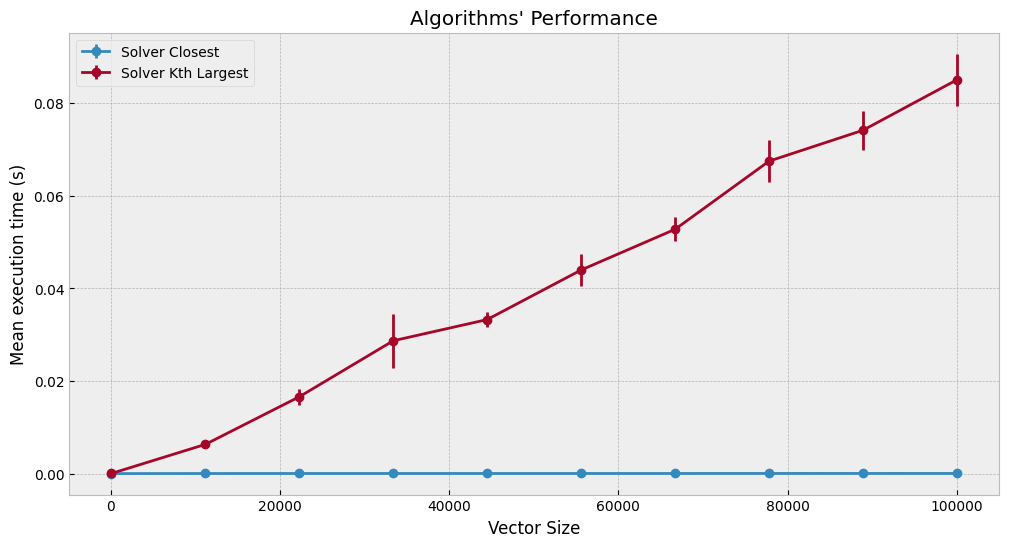 Algorithms' Performance
Solver Closest
Solver Kth Largest
Mean execution time (s)
0.08
0.06
0.04
0.02
0.00
0
20000
40000
60000
80000
100000
Vector Size